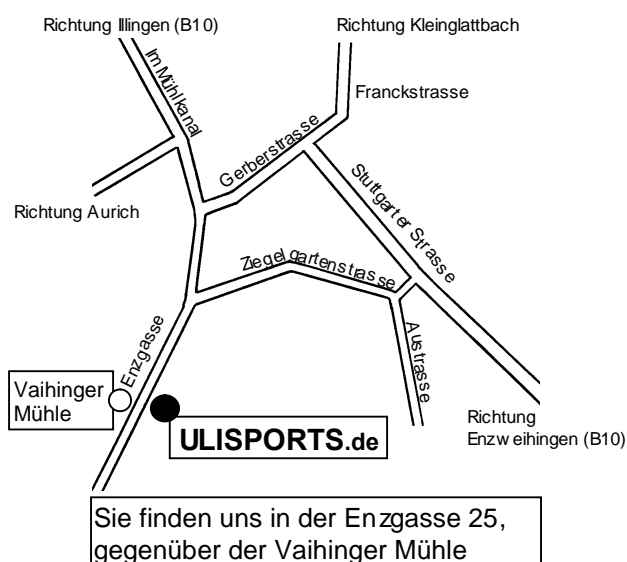 Richtung Illingen (B10)
Richtung Kleinglattbach
Im Mühlkanal
Franckstrasse
Gerberstrasse
Stuttgarter Strasse
Richtung Aurich
Ziegelgartenstrasse
Enzgasse
Austrasse
Vaihinger
Mühle
ULISPORTS.de
Richtung
Enzweihingen (B10)
Sie finden uns in der Enzgasse 25,
gegenüber der Vaihinger Mühle